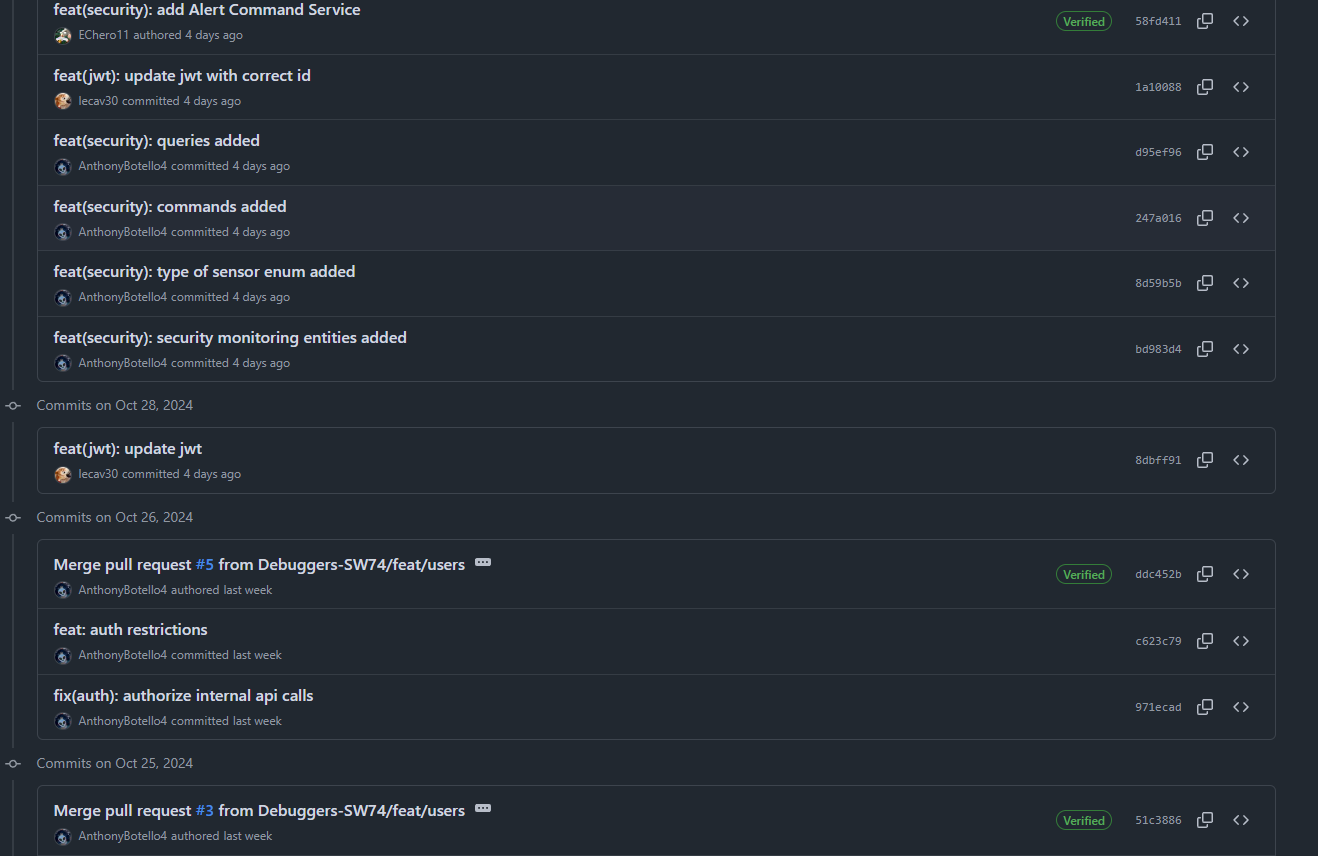 feat(security): add Alert Command Service
Verified 58fd411
EChero11 authored 4 days ago
feat(jwt): update jwt with correct id
1a10088
lecav30 committed 4 days ago
feat(security): queries added
d95ef96
AnthonyBotello4 committed 4 days ago
feat(security): commands added
247a016
AnthonyBotello4 committed 4 days ago
feat(security): type of sensor enum added
8d59b5b
AnthonyBotello4 committed 4 days ago
feat(security): security monitoring entities added
bd983d4
AnthonyBotello4 committed 4 days ago
Commits on Oct 28, 2024
feat(jwt): update jwt
8dbff91
lecav30 committed 4 days ago
Commits on Oct 26, 2024
Merge pull request #5 from Debuggers-SW74/feat/users
Verified ddc452b
AnthonyBotello4 authored last week
feat: auth restrictions
c623c79
AnthonyBotello4 committed last week
fix(auth): authorize internal api calls
971ecad
AnthonyBotello4 committed last week
Commits on Oct 25, 2024
Merge pull request #3 from Debuggers-SW74/feat/users
Verified 51c3886
AnthonyBotello4 authored last week